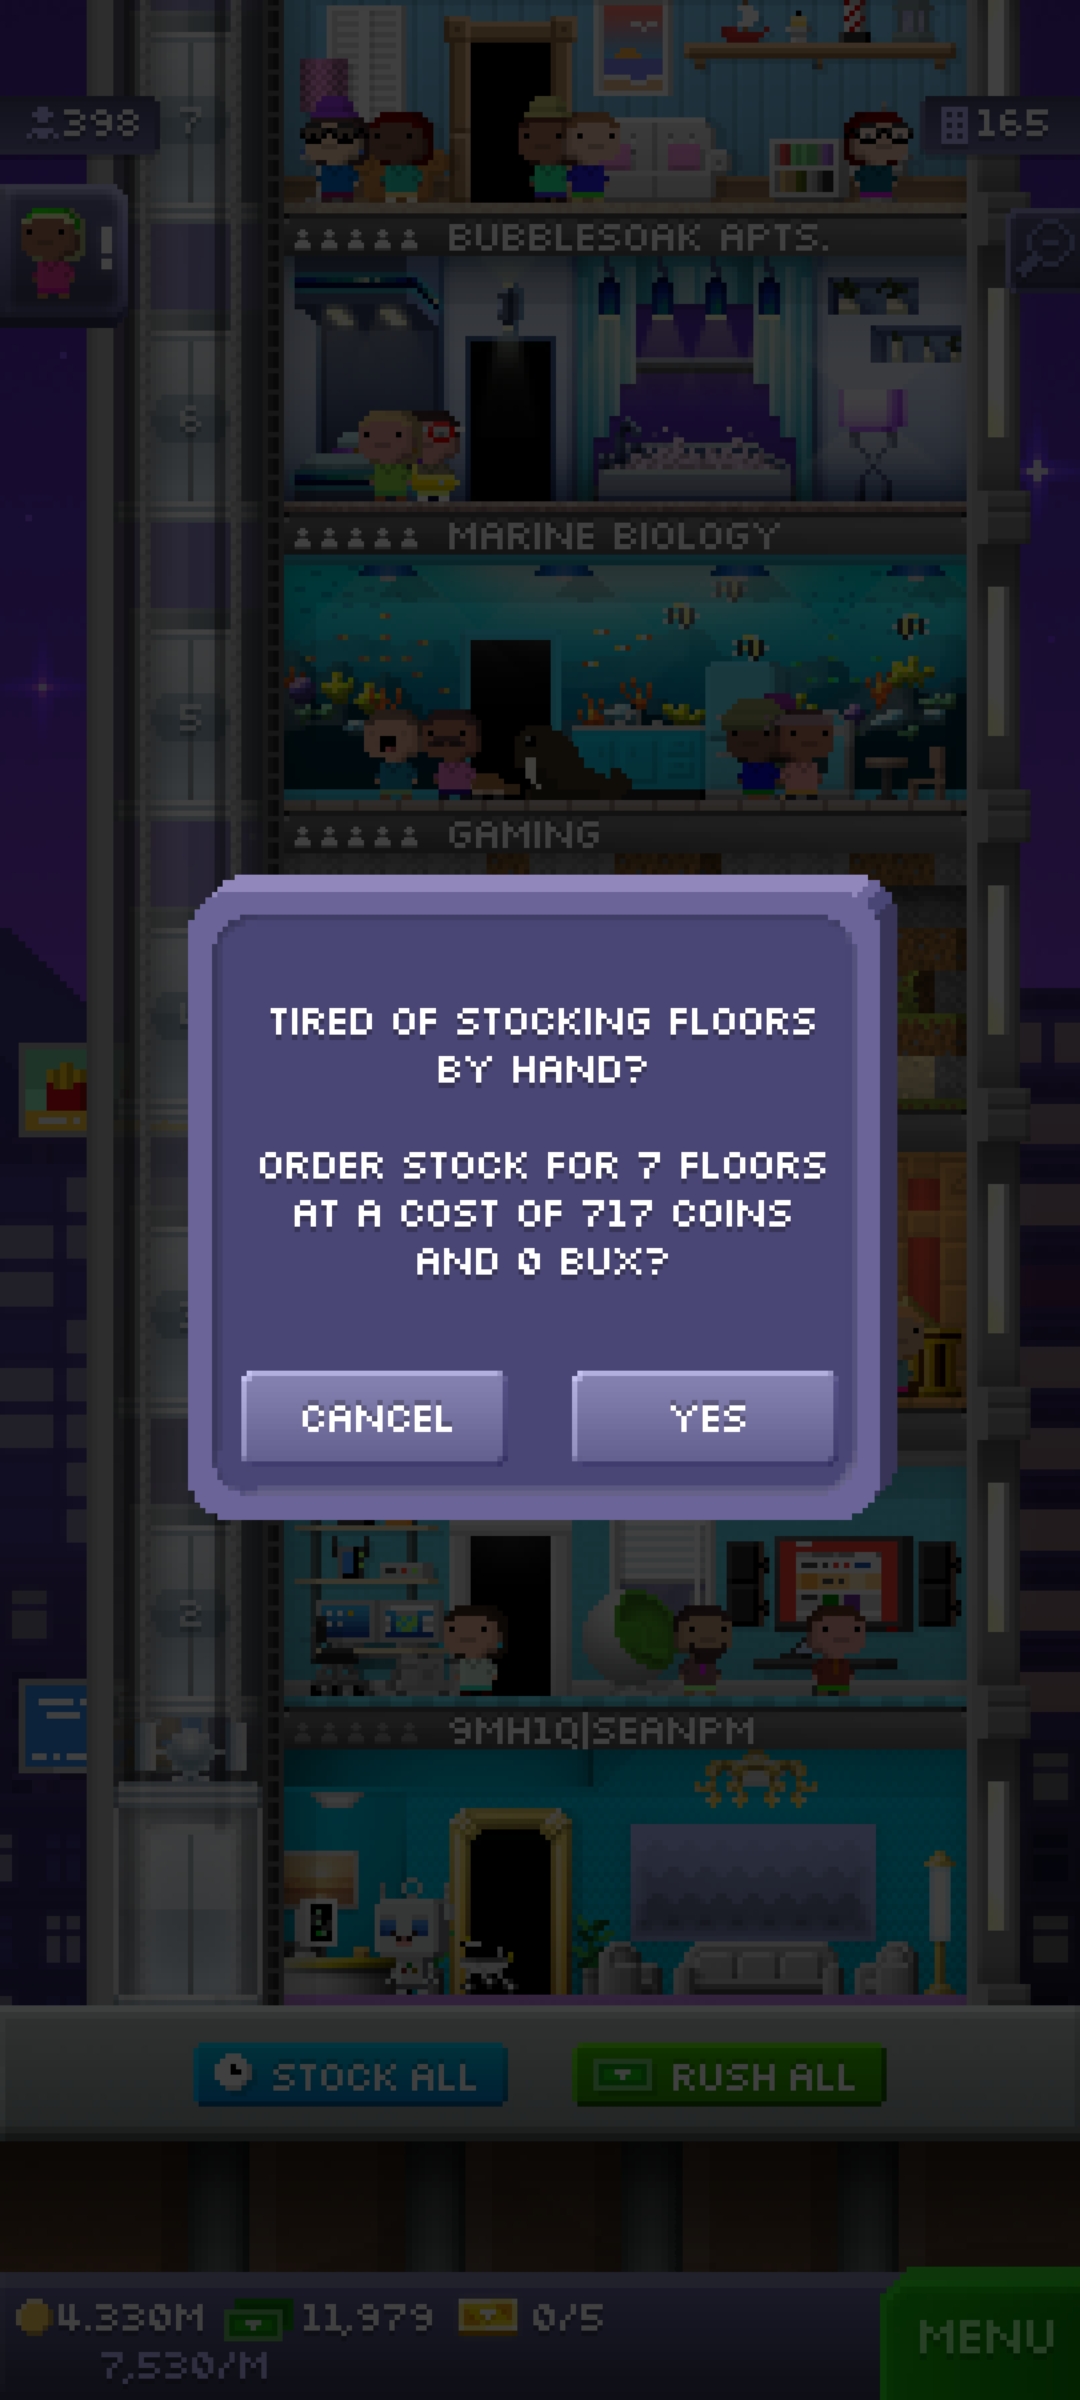 398
7
165
!
BUBBLESOAK APTS.
6
MARINE BIOLOGY
5
GAMING
TIRED OF STOCKING FLOORS
BY HAND?
ORDER STOCK FOR 7 FLOORS
AT A COST OF 717 COINS
AND 0 BUX?
CANCEL
YES
2
9MH1Q|SEANPM
STOCK ALL
RUSH ALL
4.330M
11,979
0/5
7,530/M
MENU